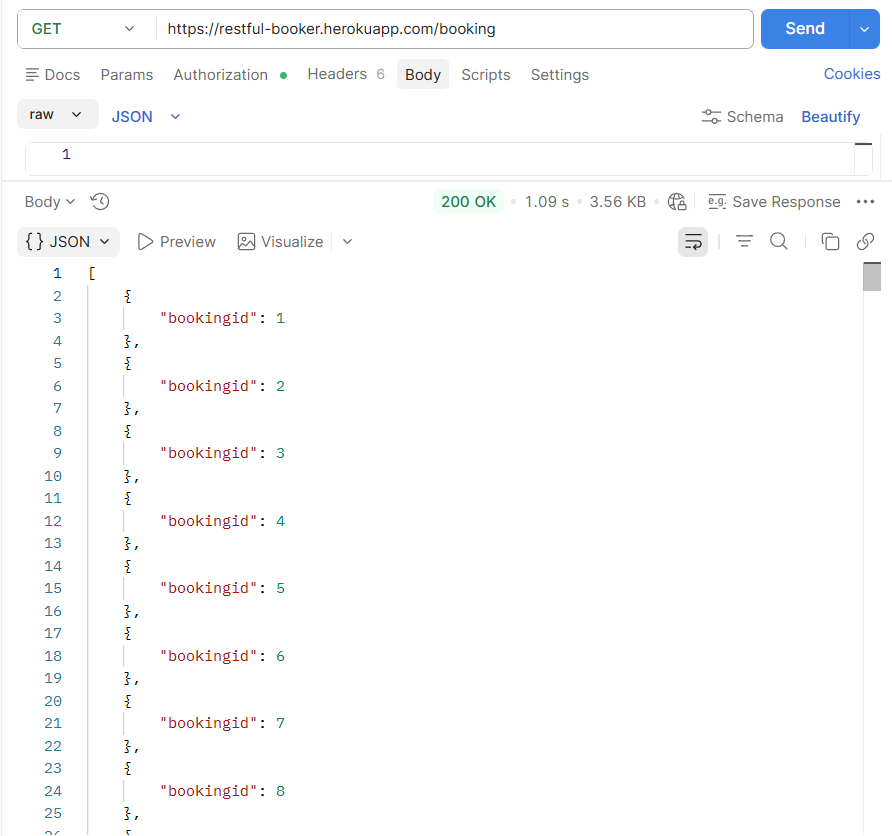 GET https://restful-booker.herokuapp.com/booking Send
Docs Params Authorization Headers 6 Body Scripts Settings Cookies
raw JSON Schema Beautify
1
Body 200 OK • 1.09 s • 3.56 KB • e.g. Save Response •••
{} JSON Preview Visualize
1 [
2 {
3 "bookingid": 1
4 },
5 {
6 "bookingid": 2
7 },
8 {
9 "bookingid": 3
10 },
11 {
12 "bookingid": 4
13 },
14 {
15 "bookingid": 5
16 },
17 {
18 "bookingid": 6
19 },
20 {
21 "bookingid": 7
22 },
23 {
24 "bookingid": 8
25 },